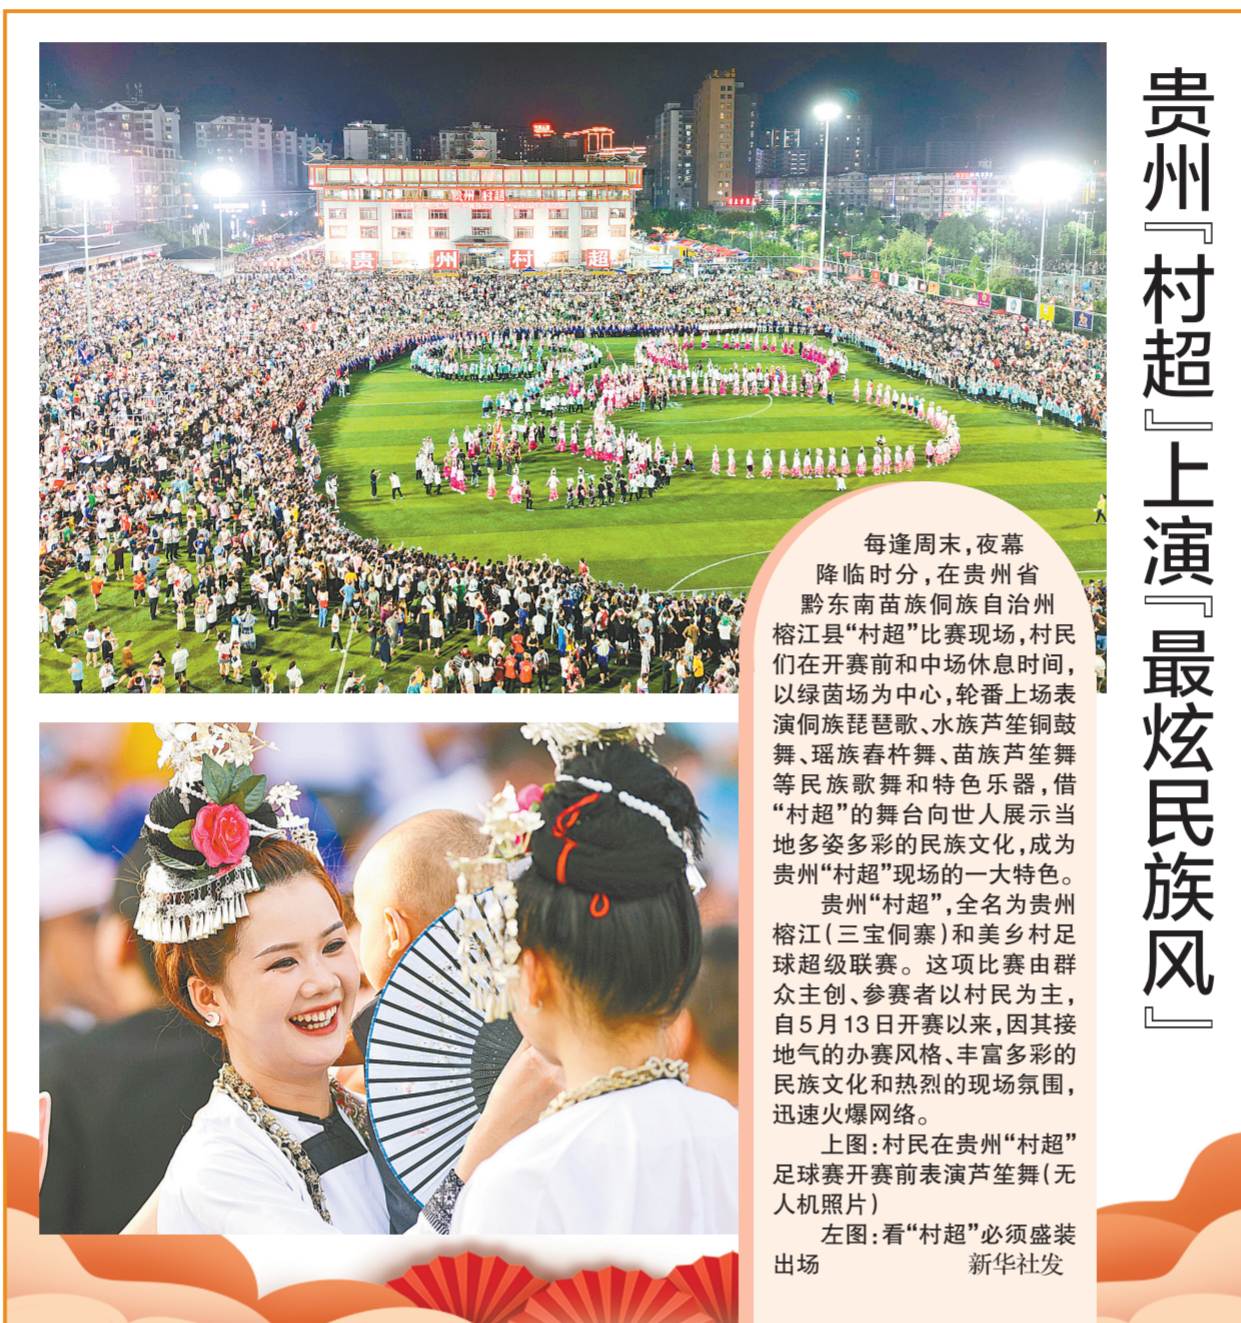 贵州『村超』上演『最炫民族风』
贵州 村超
贵州村超
每逢周末，夜幕
降临时分，在贵州省
黔东南苗族侗族自治州
榕江县“村超”比赛现场，村民
们在开赛前和中场休息时间，
以绿茵场为中心，轮番上场表
演侗族琵琶歌、水族芦笙铜鼓
舞、瑶族舂杵舞、苗族芦笙舞
等民族歌舞和特色乐器，借
“村超”的舞台向世人展示当
地多姿多彩的民族文化，成为
贵州“村超”现场的一大特色。
贵州“村超”，全名为贵州
榕江（三宝侗寨）和美乡村足
球超级联赛。这项比赛由群
众主创、参赛者以村民为主，
自5月13日开赛以来，因其接
地气的办赛风格、丰富多彩的
民族文化和热烈的现场氛围，
迅速火爆网络。
上图：村民在贵州“村超”
足球赛开赛前表演芦笙舞（无
人机照片）
左图：看“村超”必须盛装
出场 新华社发